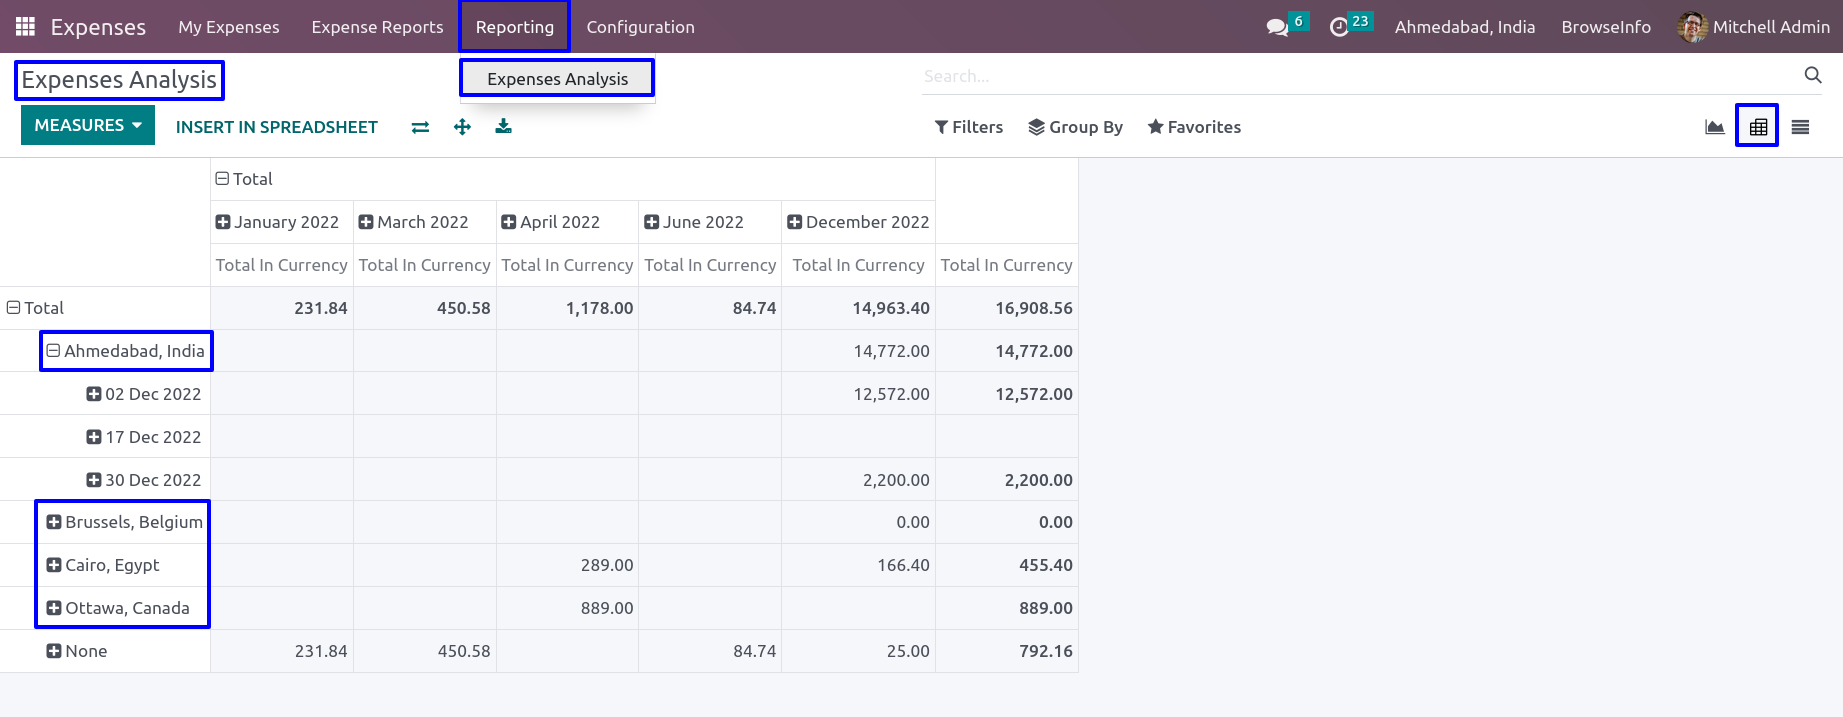 Expenses My Expenses Expense Reports Reporting Configuration 6 23 Ahmedabad, India BrowseInfo Mitchell Admin
Expenses Analysis Expenses Analysis Search...
MEASURES INSERT IN SPREADSHEET Filters Group By Favorites
Total
January 2022 March 2022 April 2022 June 2022 December 2022
Total In Currency Total In Currency Total In Currency Total In Currency Total In Currency Total In Currency
Total 231.84 450.58 1,178.00 84.74 14,963.40 16,908.56
Ahmedabad, India 14,772.00 14,772.00
02 Dec 2022 12,572.00 12,572.00
17 Dec 2022
30 Dec 2022 2,200.00 2,200.00
Brussels, Belgium 0.00 0.00
Cairo, Egypt 289.00 166.40 455.40
Ottawa, Canada 889.00 889.00
None 231.84 450.58 84.74 25.00 792.16